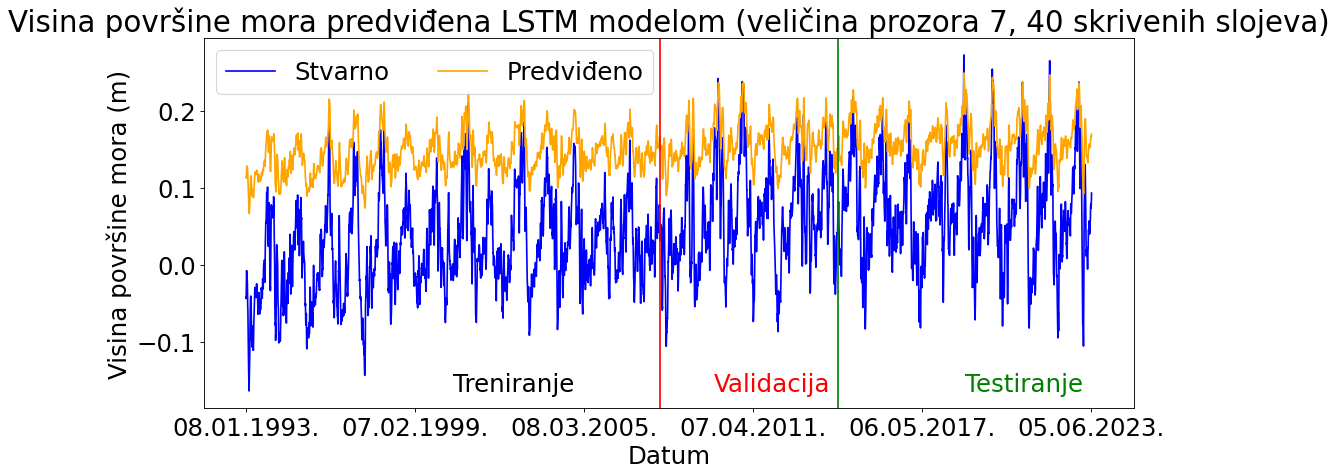 Visina površine mora predviđena LSTM modelom (veličina prozora 7, 40 skrivenih slojeva)
Stvarno
Predviđeno
Visina površine mora (m)
0.2
0.1
0.0
−0.1
Treniranje
Validacija
Testiranje
08.01.1993.
07.02.1999.
08.03.2005.
07.04.2011.
06.05.2017.
05.06.2023.
Datum